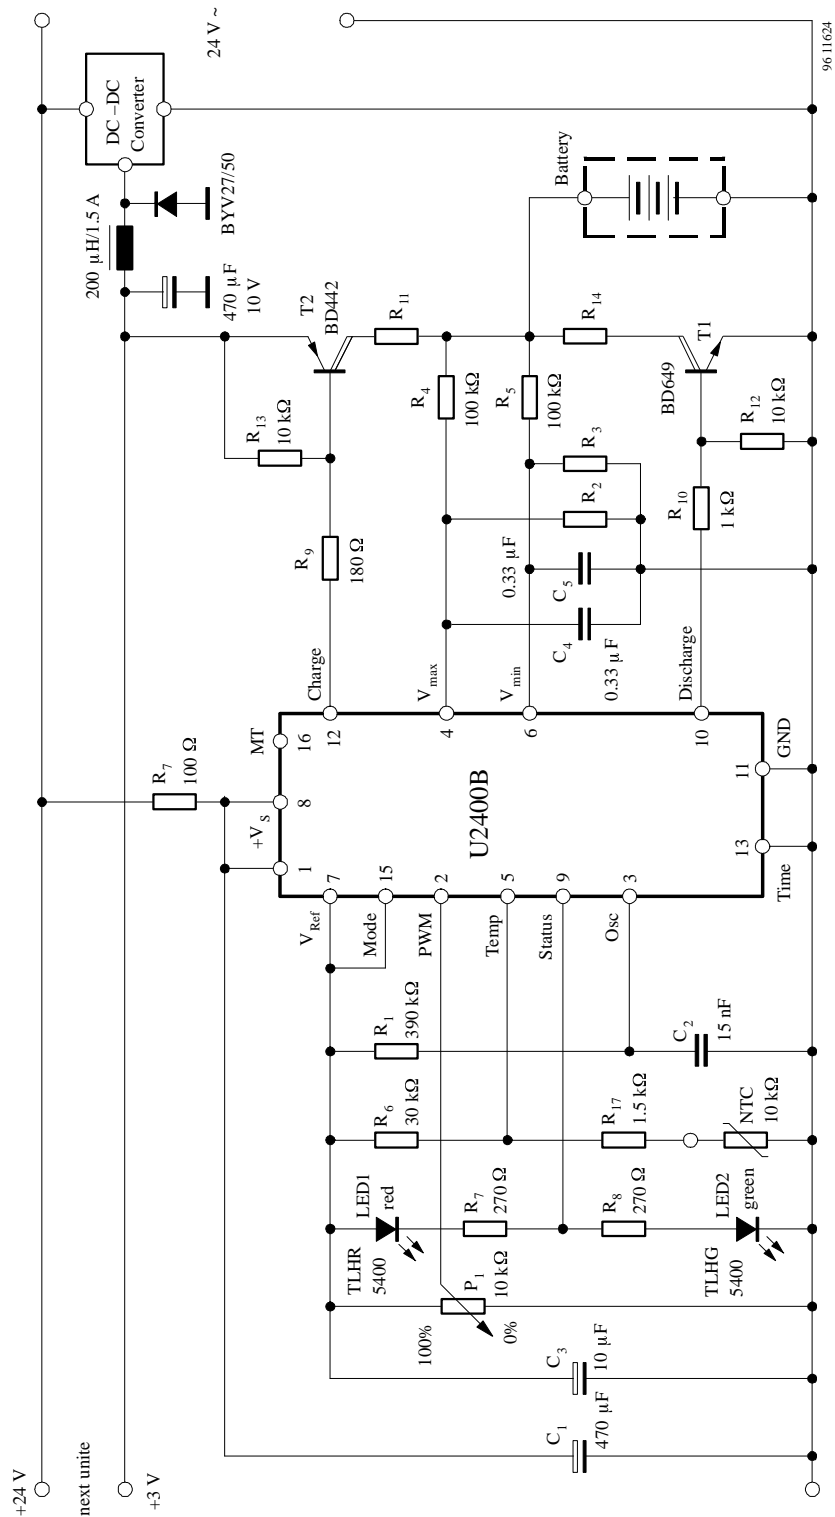 +24 V
next unite
+3 V
24 V ~
DC –DC
Converter
200 μH/1.5 A
BYV27/50
470 μF
10 V
T2
BD442
R13
10 kΩ
R9
180 Ω
R11
R4
100 kΩ
R5
100 kΩ
R3
R2
R14
T1
BD649
R12
10 kΩ
R10
1 kΩ
0.33 μF
C5
C4
0.33 μF
Battery
R7
100 Ω
+VS
MT
1
8
16
Charge
12
Vmax
4
Vmin
6
Discharge
10
U2400B
11
GND
13
Time
VRef
7
Mode
15
PWM
2
Temp
5
Status
9
Osc
3
R1
390 kΩ
C2
15 nF
R6
30 kΩ
R17
1.5 kΩ
NTC
10 kΩ
LED1
red
TLHR
5400
R7
270 Ω
R8
270 Ω
LED2
green
TLHG
5400
P1
10 kΩ
100%
0%
C3
10 μF
C1
470 μF
96 11624